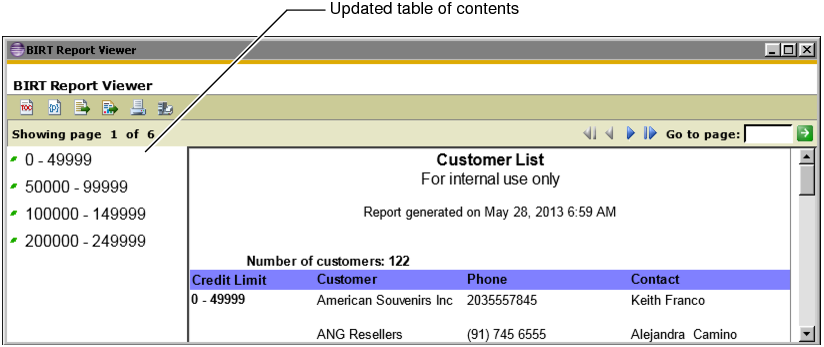 Updated table of contents
BIRT Report Viewer
BIRT Report Viewer
TOC
Showing page 1 of 6
Go to page:
0 - 49999
50000 - 99999
100000 - 149999
200000 - 249999
Customer List
For internal use only
Report generated on May 28, 2013 6:59 AM
Number of customers: 122
Credit Limit Customer Phone Contact
0 - 49999 American Souvenirs Inc 2035557845 Keith Franco
ANG Resellers (91) 745 6555 Alejandra Camino